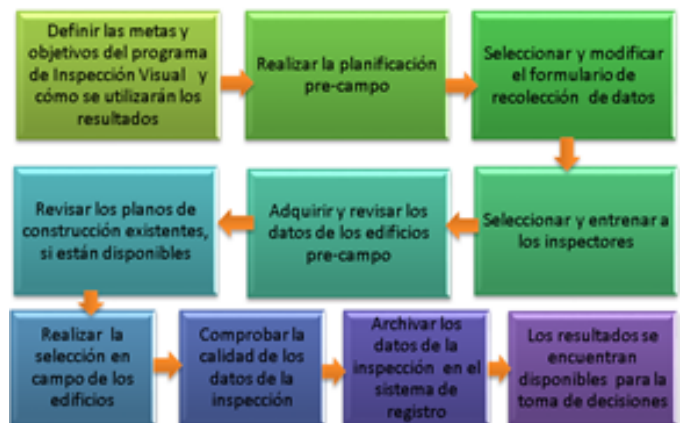 Definir las metas y
objetivos del programa
de Inspección Visual y
cómo se utilizarán los
resultados
Realizar la planificación
pre-campo
Seleccionar y modificar
el formulario de
recolección de datos
Seleccionar y entrenar a
los inspectores
Adquirir y revisar los
datos de los edificios
pre-campo
Revisar los planos de
construcción existentes,
si están disponibles
Realizar la
selección en
campo de los
edificios
Comprobar la
calidad de los
datos de la
inspección
Archivar los
datos de la
inspección en el
sistema de
registro
Los resultados se
encuentran
disponibles para la
toma de decisiones